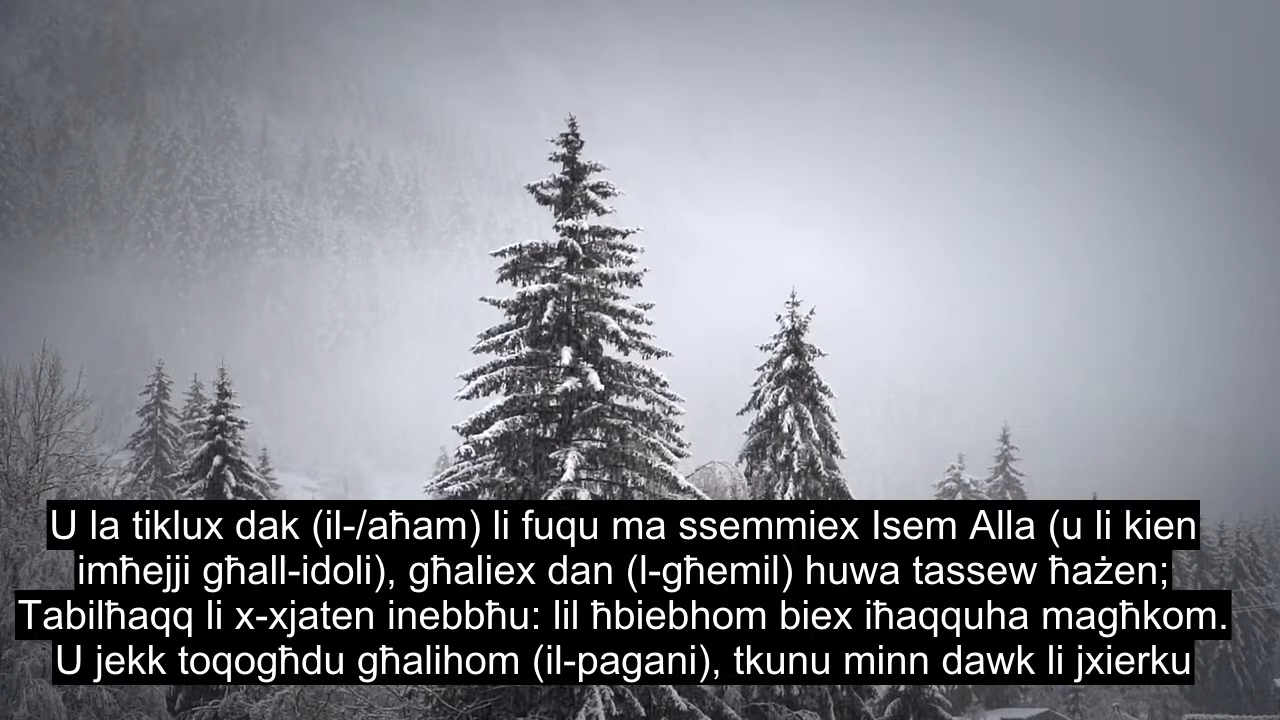 U la tiklux dak (il-/aħam) li fuqu ma ssemmiex Isem Alla (u li kien
imħejji għall-idoli), għaliex dan (l-għemil) huwa tassew ħażen;
Tabilħaqq li x-xjaten inebbħu: lil ħbiebhom biex iħaqquha magħkom.
U jekk toqogħdu għalihom (il-pagani), tkunu minn dawk li jxierku